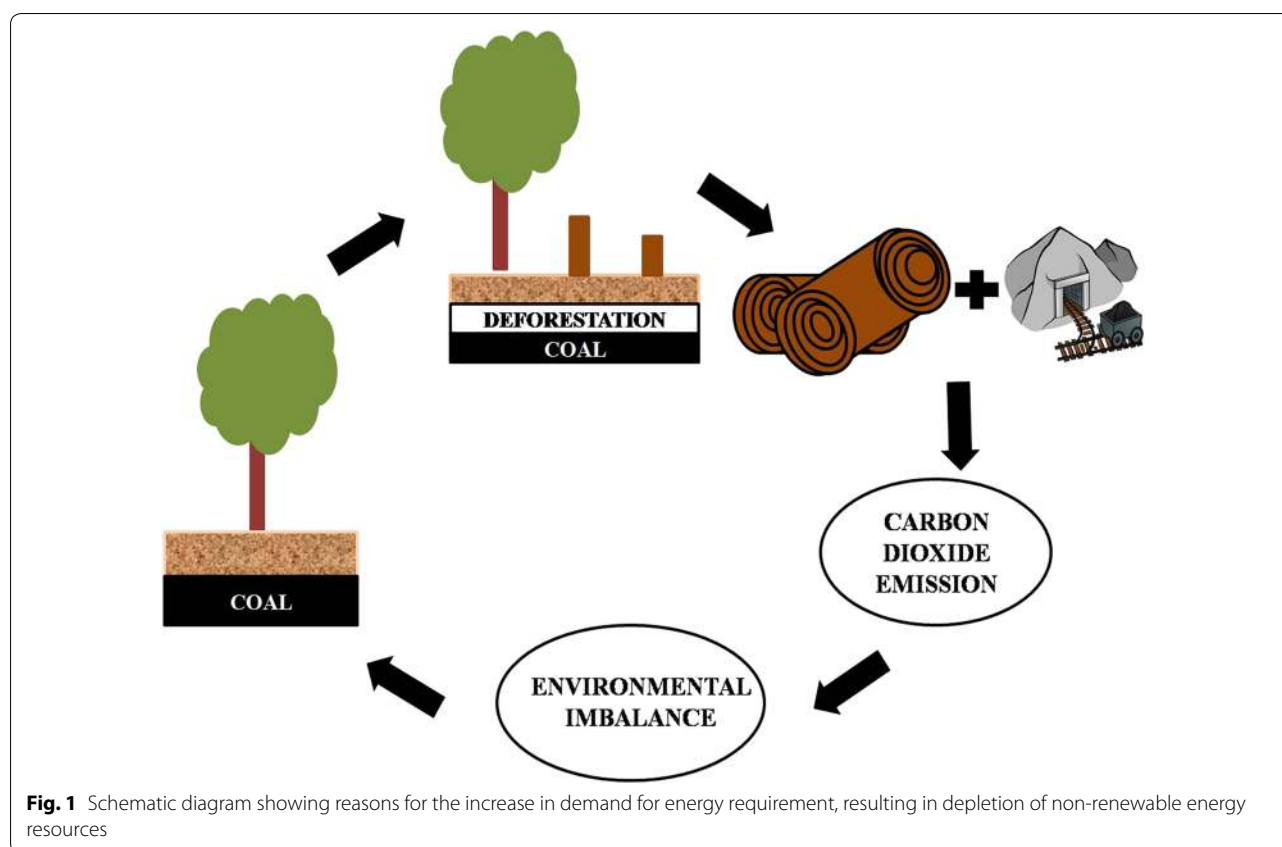 DEFORESTATION
COAL
COAL
CARBON
DIOXIDE
EMISSION
ENVIRONMENTAL
IMBALANCE
Fig. 1 Schematic diagram showing reasons for the increase in demand for energy requirement, resulting in depletion of non-renewable energy
resources